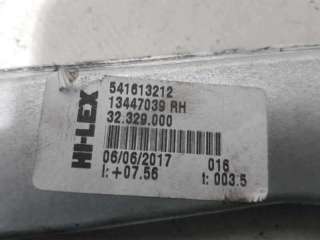 HI-LEX
541613212
13447039 RH
32.329.000
06/06/2017 016
I: +07.56 t: 003.5